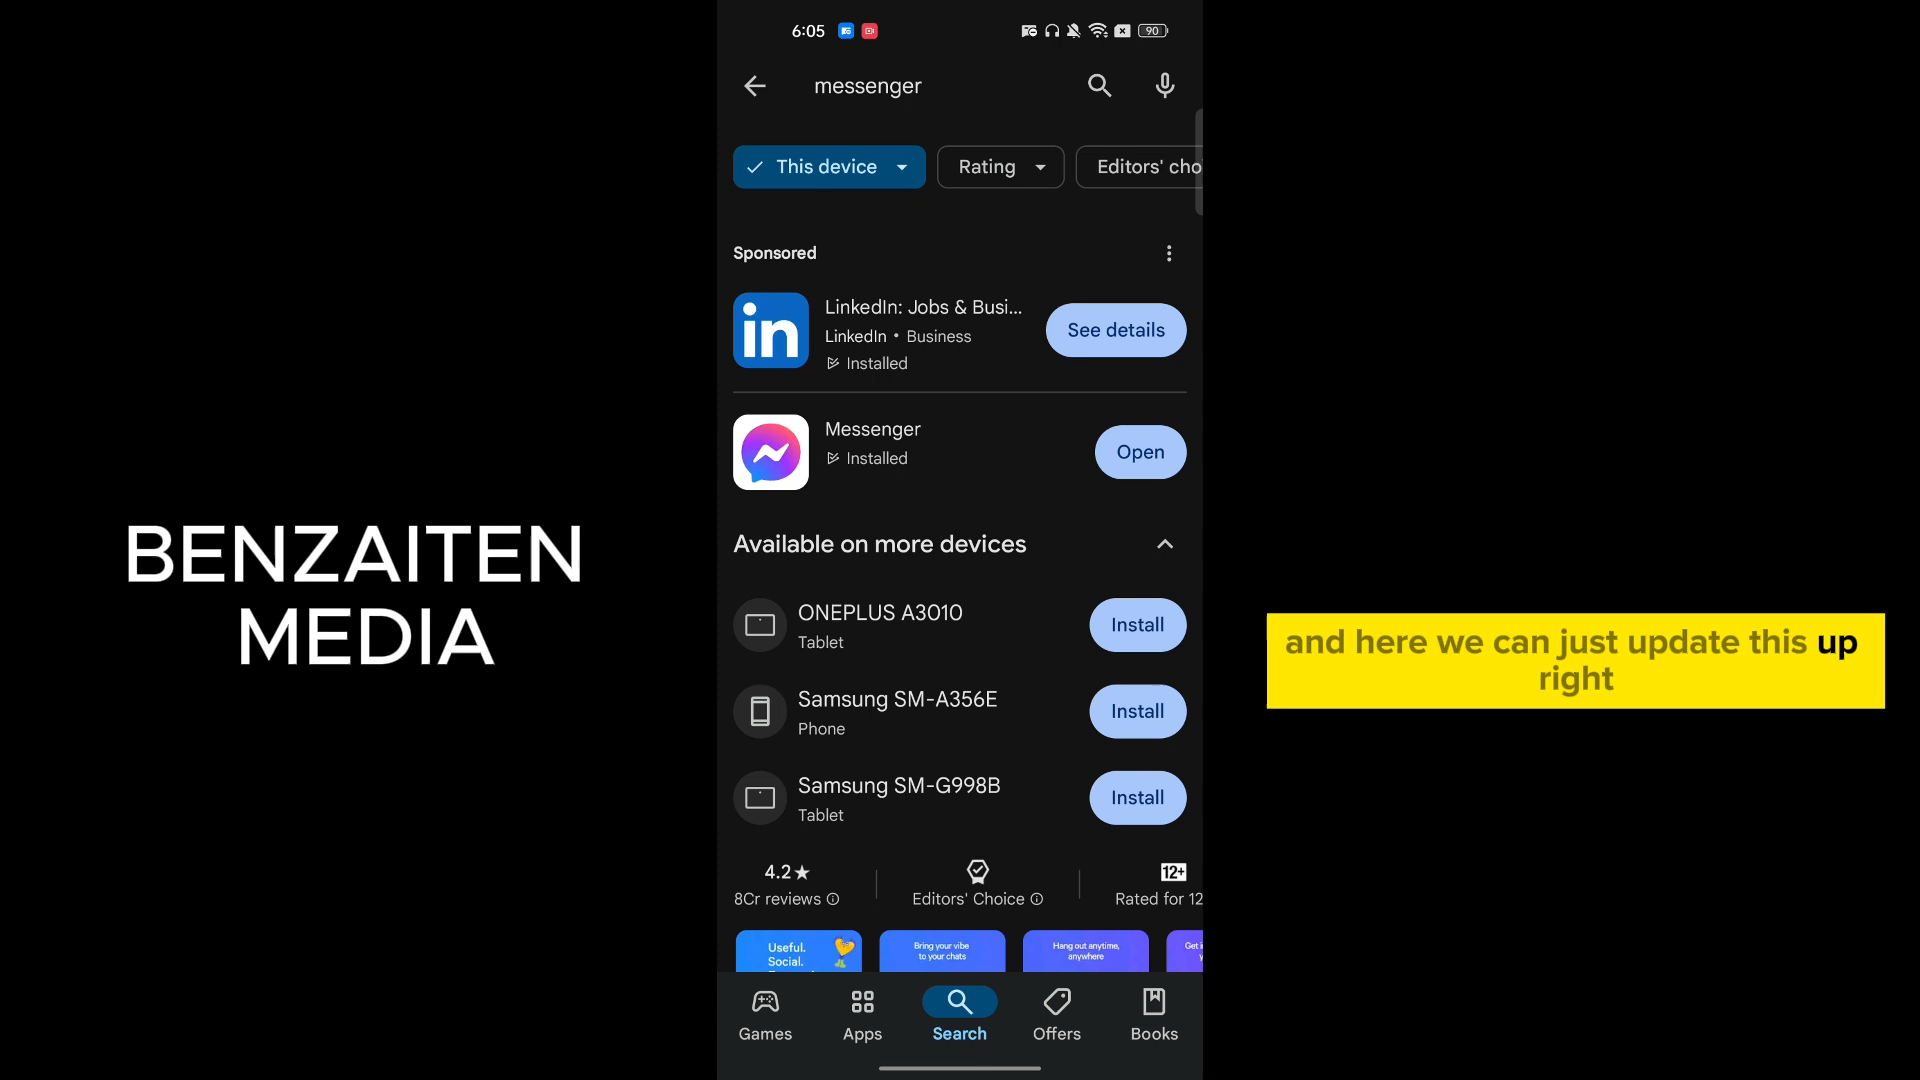 6:05
90
messenger
This device
Rating
Editors' cho
Sponsored
in
LinkedIn: Jobs & Busi...
LinkedIn • Business
Installed
See details
Messenger
Installed
Open
Available on more devices
ONEPLUS A3010
Tablet
Install
Samsung SM-A356E
Phone
Install
Samsung SM-G998B
Tablet
Install
4.2★
8Cr reviews
Editors' Choice
12+
Rated for 12
Useful.
Social.
Bring your vibe
to your chats
Hang out anytime,
anywhere
Games
Apps
Search
Offers
Books
BENZAITEN
MEDIA
and here we can just update this up
right